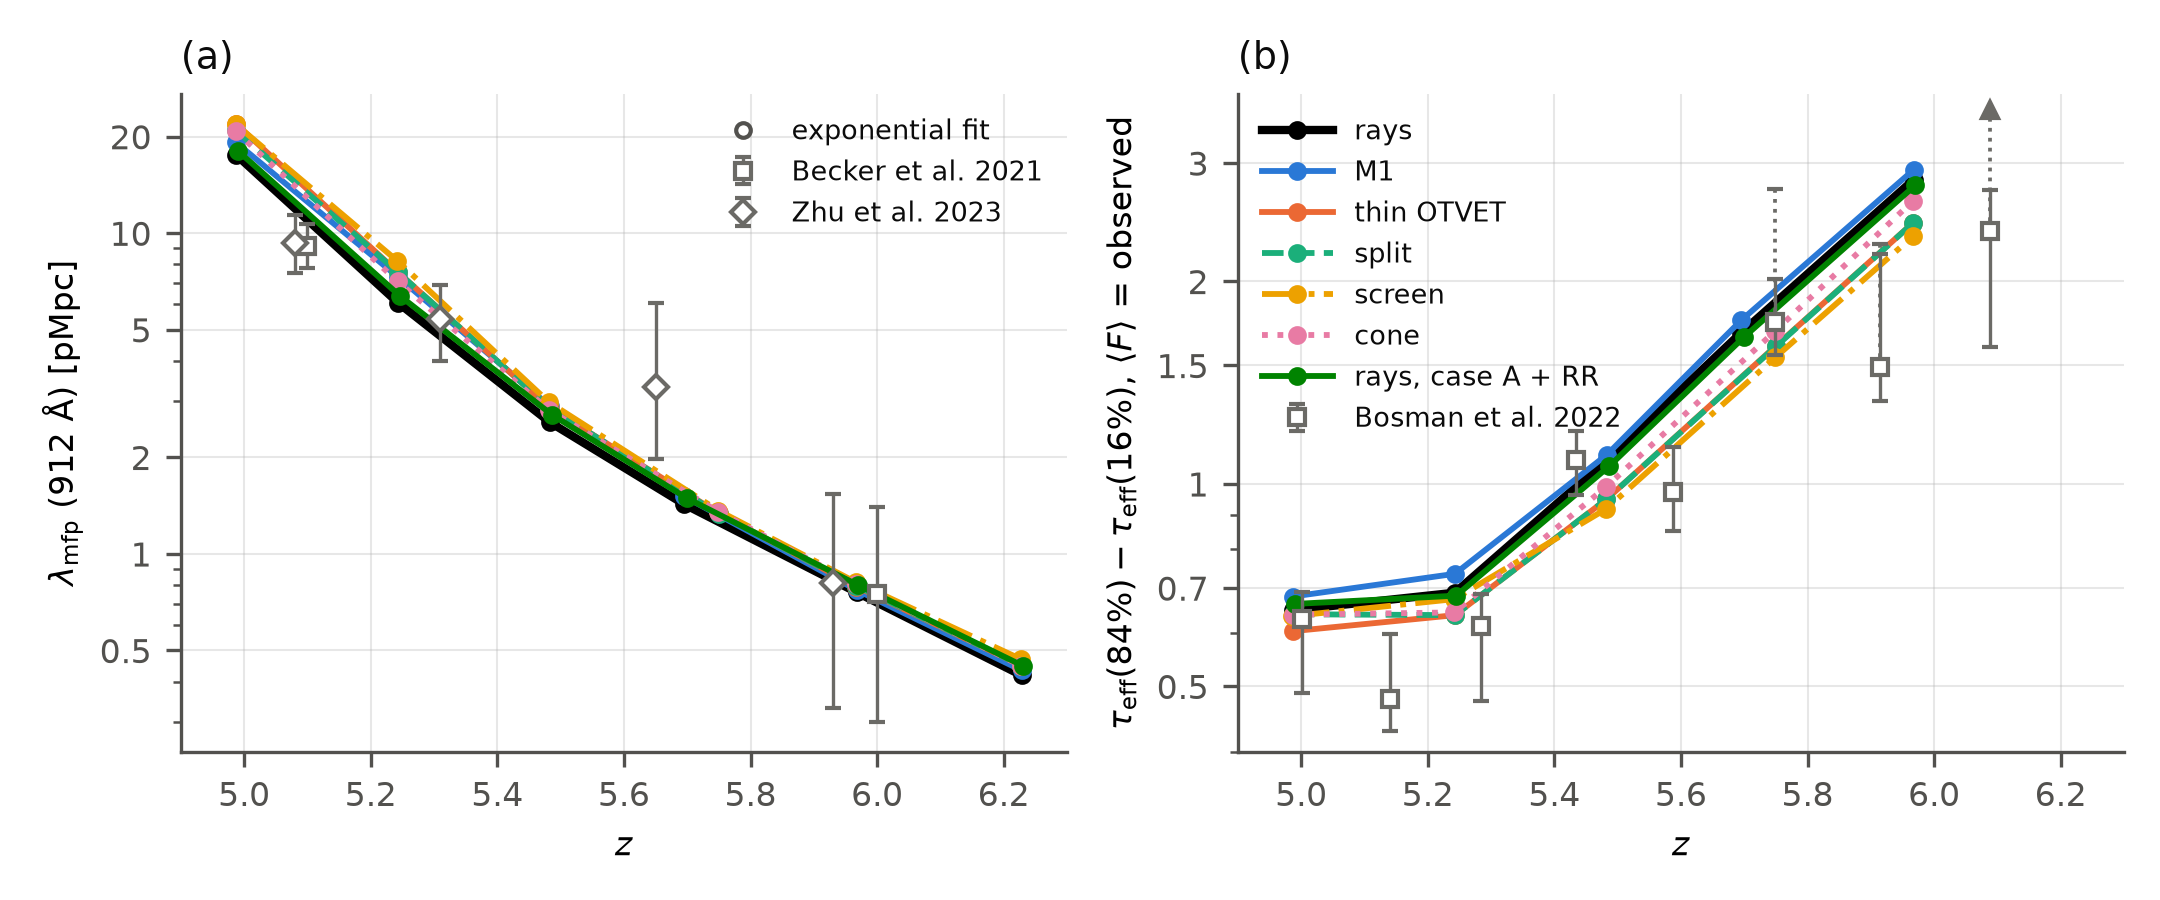 (a)
20
10
5
2
1
0.5
λmfp (912 Å) [pMpc]
5.0 5.2 5.4 5.6 5.8 6.0 6.2
z
exponential fit
Becker et al. 2021
Zhu et al. 2023
(b)
3
2
1.5
1
0.7
0.5
τeff(84%) − τeff(16%), ⟨F⟩ = observed
5.0 5.2 5.4 5.6 5.8 6.0 6.2
z
rays
M1
thin OTVET
split
screen
cone
rays, case A + RR
Bosman et al. 2022